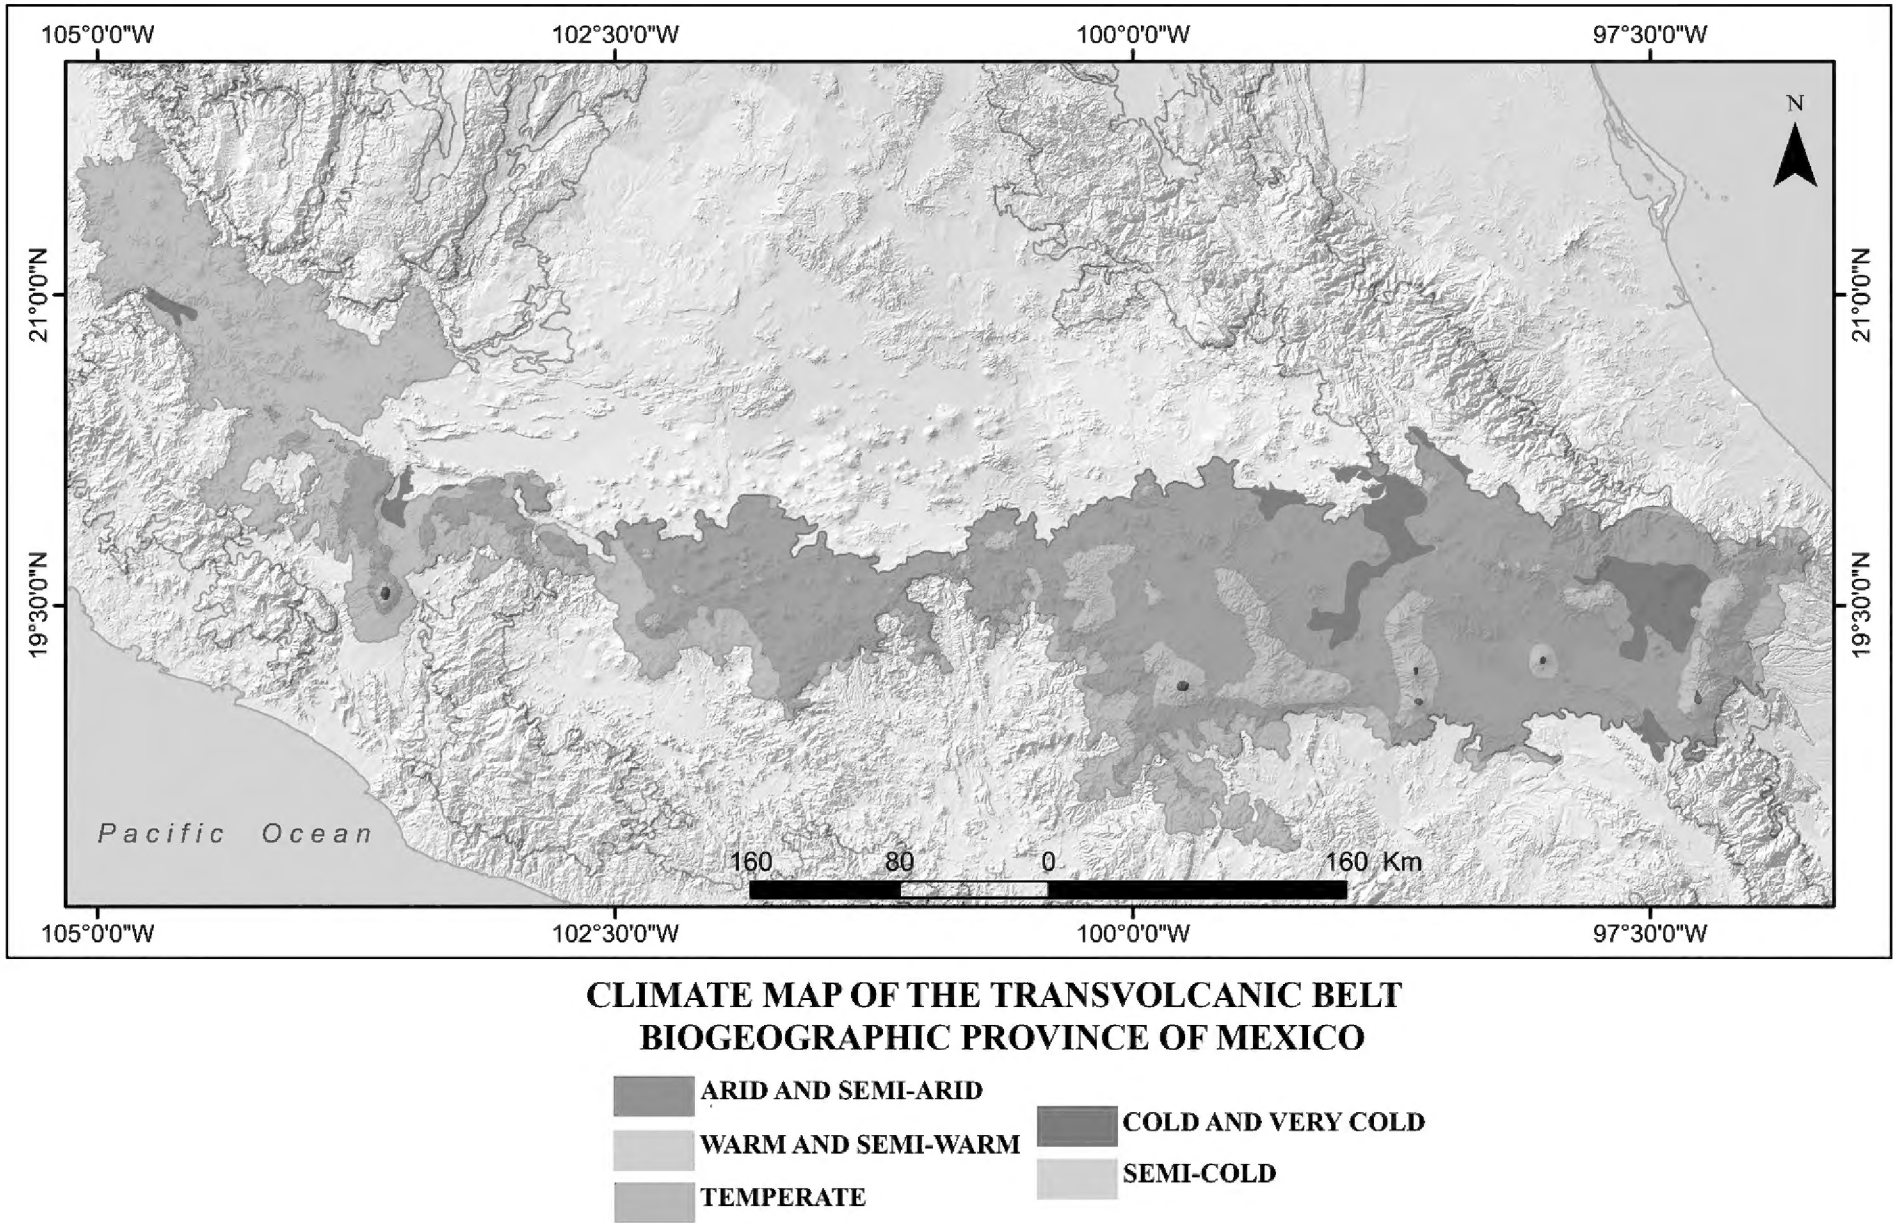 105°0'0"W 102°30'0"W 100°0'0"W 97°30'0"W
N
21°0'0"N 21°0'0"N
19°30'0"N 19°30'0"N
Pacific Ocean
160 80 0 160 Km
105°0'0"W 102°30'0"W 100°0'0"W 97°30'0"W
CLIMATE MAP OF THE TRANSVOLCANIC BELT
BIOGEOGRAPHIC PROVINCE OF MEXICO
ARID AND SEMI-ARID
WARM AND SEMI-WARM
TEMPERATE
COLD AND VERY COLD
SEMI-COLD